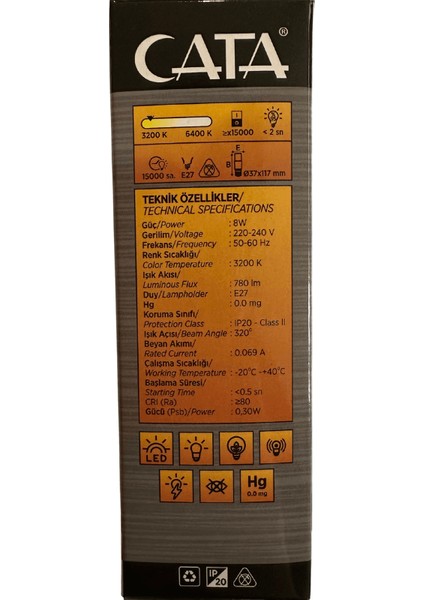 CATA®
3200 K 6400 K ≥x15000 < 2 sn
15000 sa. E27 B E Ø37x117 mm
TEKNİK ÖZELLİKLER/
TECHNICAL SPECIFICATIONS
Güç/Power : 8W
Gerilim/Voltage : 220-240 V
Frekans/Frequency : 50-60 Hz
Renk Sıcaklığı/
Color Temperature : 3200 K
Işık Akısı/
Luminous Flux : 780 lm
Duy/Lampholder : E27
Hg : 0.0 mg
Koruma Sınıfı/
Protection Class : IP20 - Class II
Işık Açısı/Beam Angle : 320°
Beyan Akımı/
Rated Current : 0.069 A
Çalışma Sıcaklığı/
Working Temperature : -20°C -+40°C
Başlama Süresi/
Starting Time : <0.5 sn
CRI (Ra) : ≥80
Gücü (Psb)/Power : 0,30W
LED
Hg
0.0 mg
IP
20